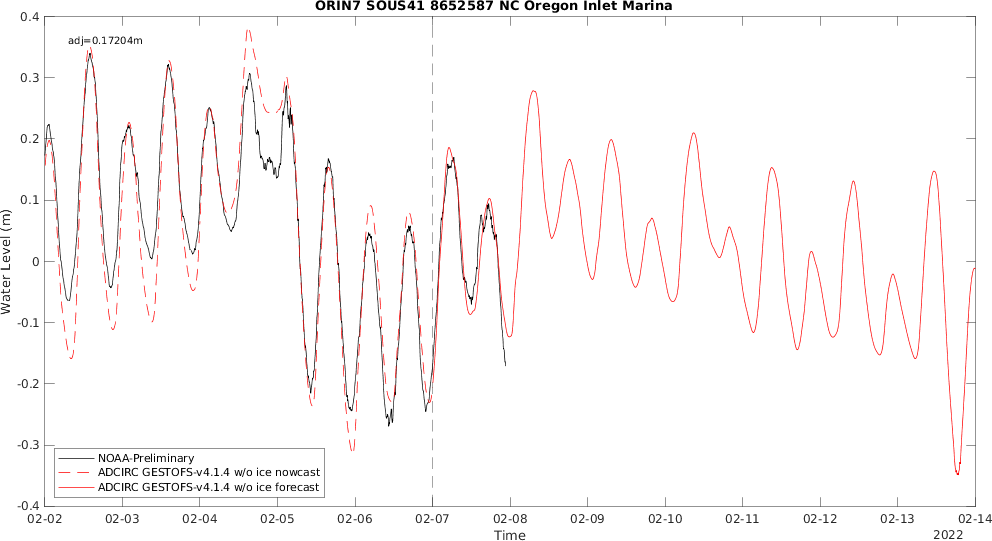 ORIN7 SOUS41 8652587 NC Oregon Inlet Marina
adj=0.17204m
0.4
0.3
0.2
0.1
0
-0.1
-0.2
-0.3
-0.4
Water Level (m)
NOAA-Preliminary
ADCIRC GESTOFS-v4.1.4 w/o ice nowcast
ADCIRC GESTOFS-v4.1.4 w/o ice forecast
02-02 02-03 02-04 02-05 02-06 02-07 02-08 02-09 02-10 02-11 02-12 02-13 02-14
Time
2022